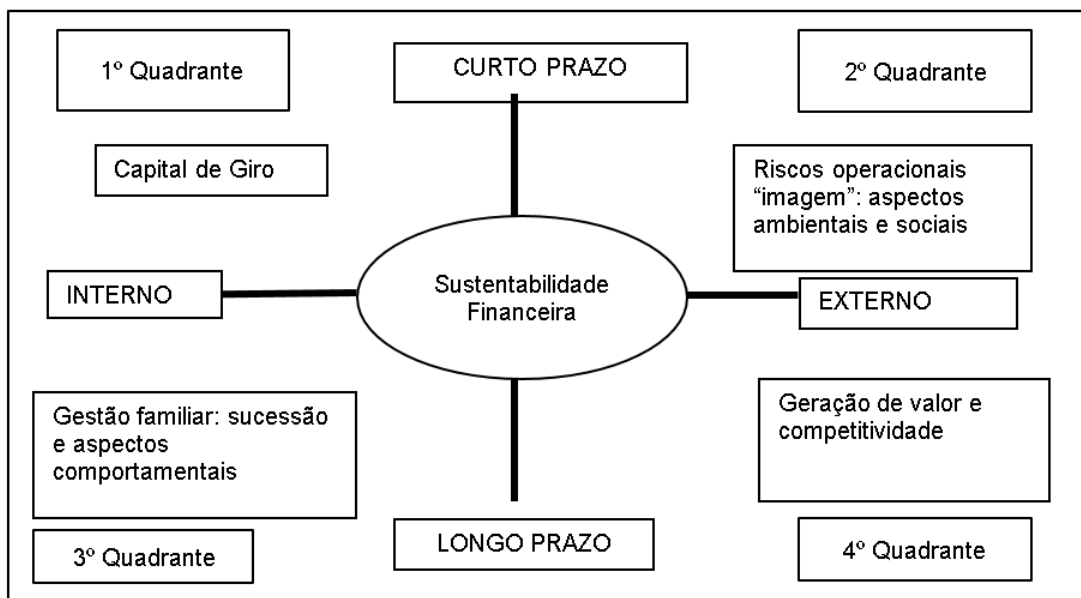 1º Quadrante
CURTO PRAZO
2º Quadrante
Capital de Giro
Riscos operacionais
“imagem”: aspectos
ambientais e sociais
INTERNO
Sustentabilidade
Financeira
EXTERNO
Gestão familiar: sucessão
e aspectos
comportamentais
Geração de valor e
competitividade
3º Quadrante
LONGO PRAZO
4º Quadrante